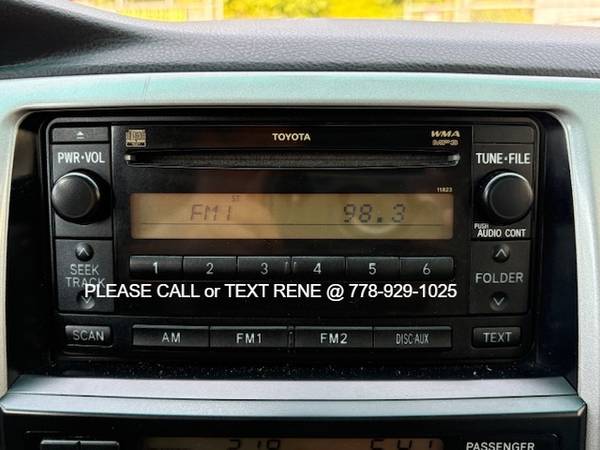 TOYOTA
WMA
MP3
PWR•VOL
TUNE•FILE
11823
ST
FM1 98.3
PUSH
AUDIO CONT
1 2 3 4 5 6
SEEK
TRACK
FOLDER
PLEASE CALL or TEXT RENE @ 778-929-1025
SCAN AM FM1 FM2 DISC•AUX TEXT
PASSENGER